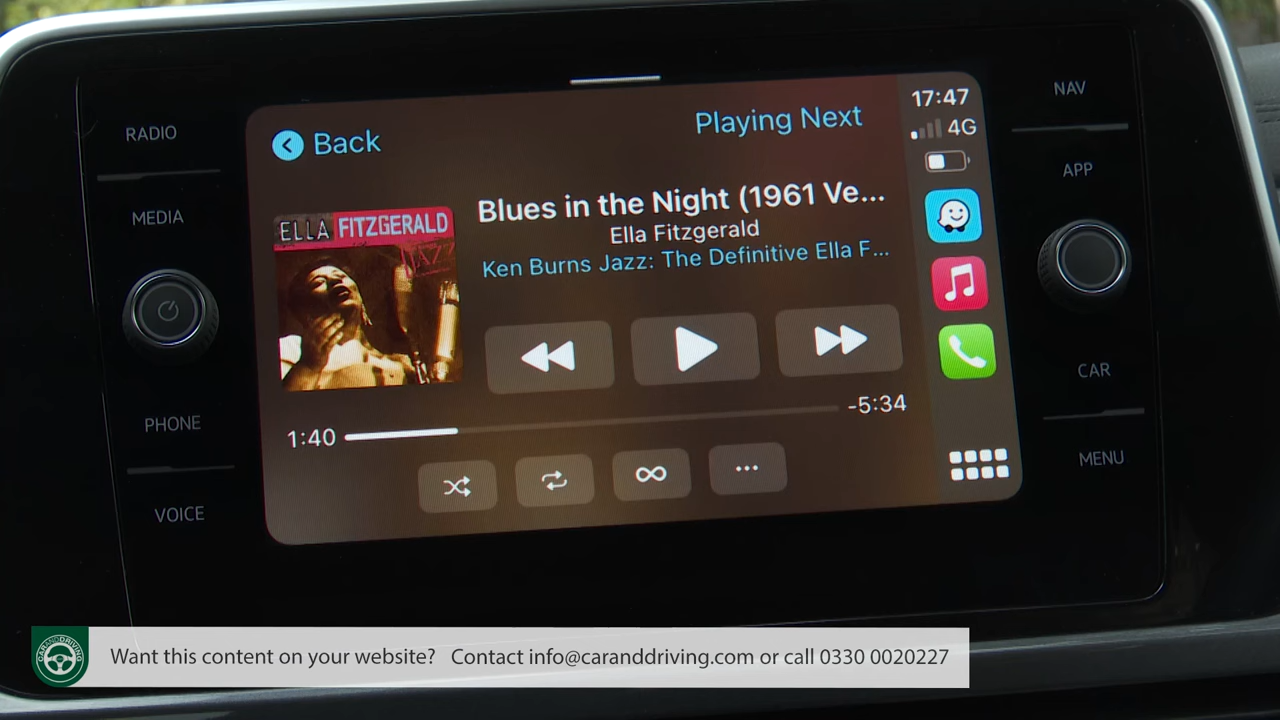 RADIO
MEDIA
PHONE
VOICE
Back
Playing Next
17:47
4G
ELLA FITZGERALD
JAZZ
Blues in the Night (1961 Ve...
Ella Fitzgerald
Ken Burns Jazz: The Definitive Ella F...
1:40
-5:34
NAV
APP
CAR
MENU
CARANDDRIVING
Want this content on your website? Contact info@caranddriving.com or call 0330 0020227